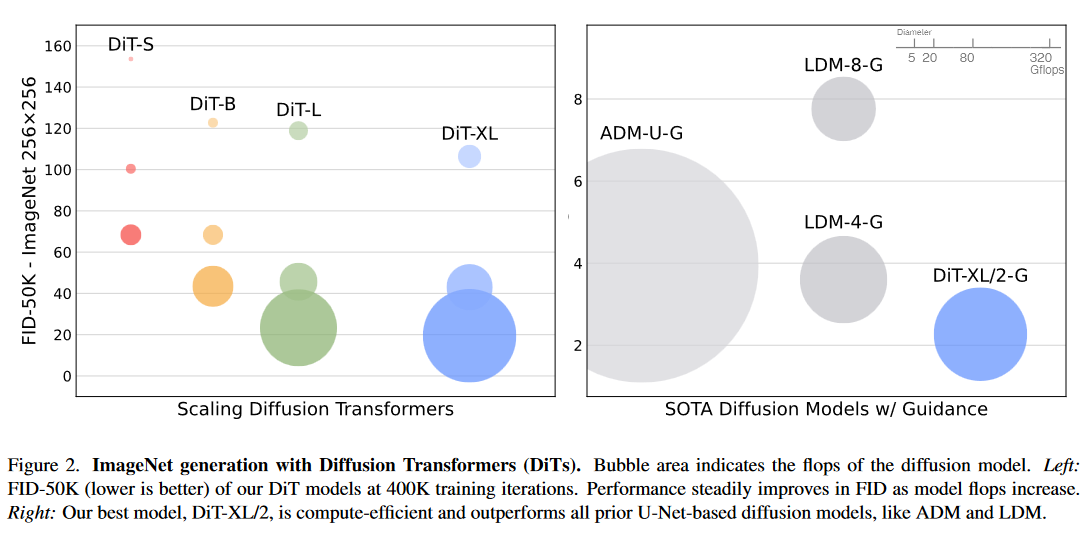 FID-50K - ImageNet 256×256
160
140
120
100
80
60
40
20
0
DiT-S
DiT-B
DiT-L
DiT-XL
Scaling Diffusion Transformers
8
6
4
2
Diameter
5 20 80 320
Gflops
LDM-8-G
ADM-U-G
LDM-4-G
DiT-XL/2-G
SOTA Diffusion Models w/ Guidance
Figure 2. ImageNet generation with Diffusion Transformers (DiTs). Bubble area indicates the flops of the diffusion model. Left:
FID-50K (lower is better) of our DiT models at 400K training iterations. Performance steadily improves in FID as model flops increase.
Right: Our best model, DiT-XL/2, is compute-efficient and outperforms all prior U-Net-based diffusion models, like ADM and LDM.